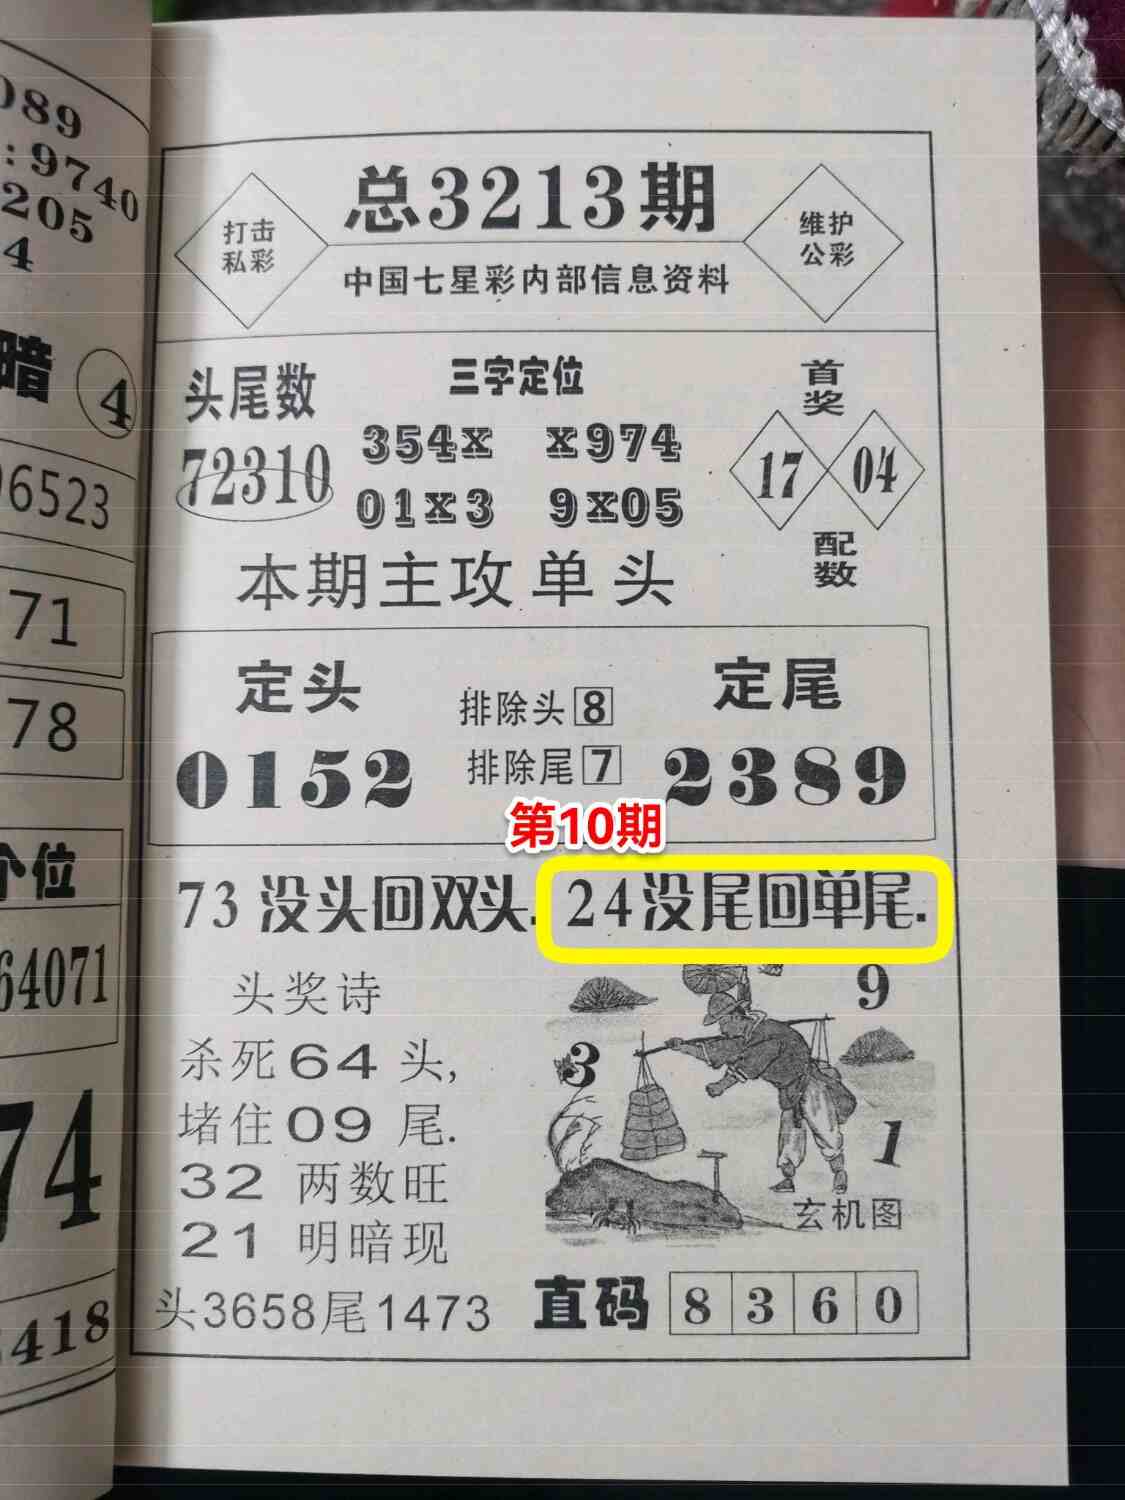 089
:9740
205
4
暗 4
06523
71
78
个位
64071
74
418
总3213期
打击
私彩
维护
公彩
中国七星彩内部信息资料
头尾数
72310
三字定位
354X X974
01X3 9X05
首奖
17 04
配数
本期主攻单头
定头
0152
排除头8
排除尾7
定尾
2389
第10期
73没头回双头. 24没尾回单尾.
头奖诗
杀死64头,
堵住09尾.
32两数旺
21明暗现
9
3
1
玄机图
头3658尾1473
直码 8 3 6 0